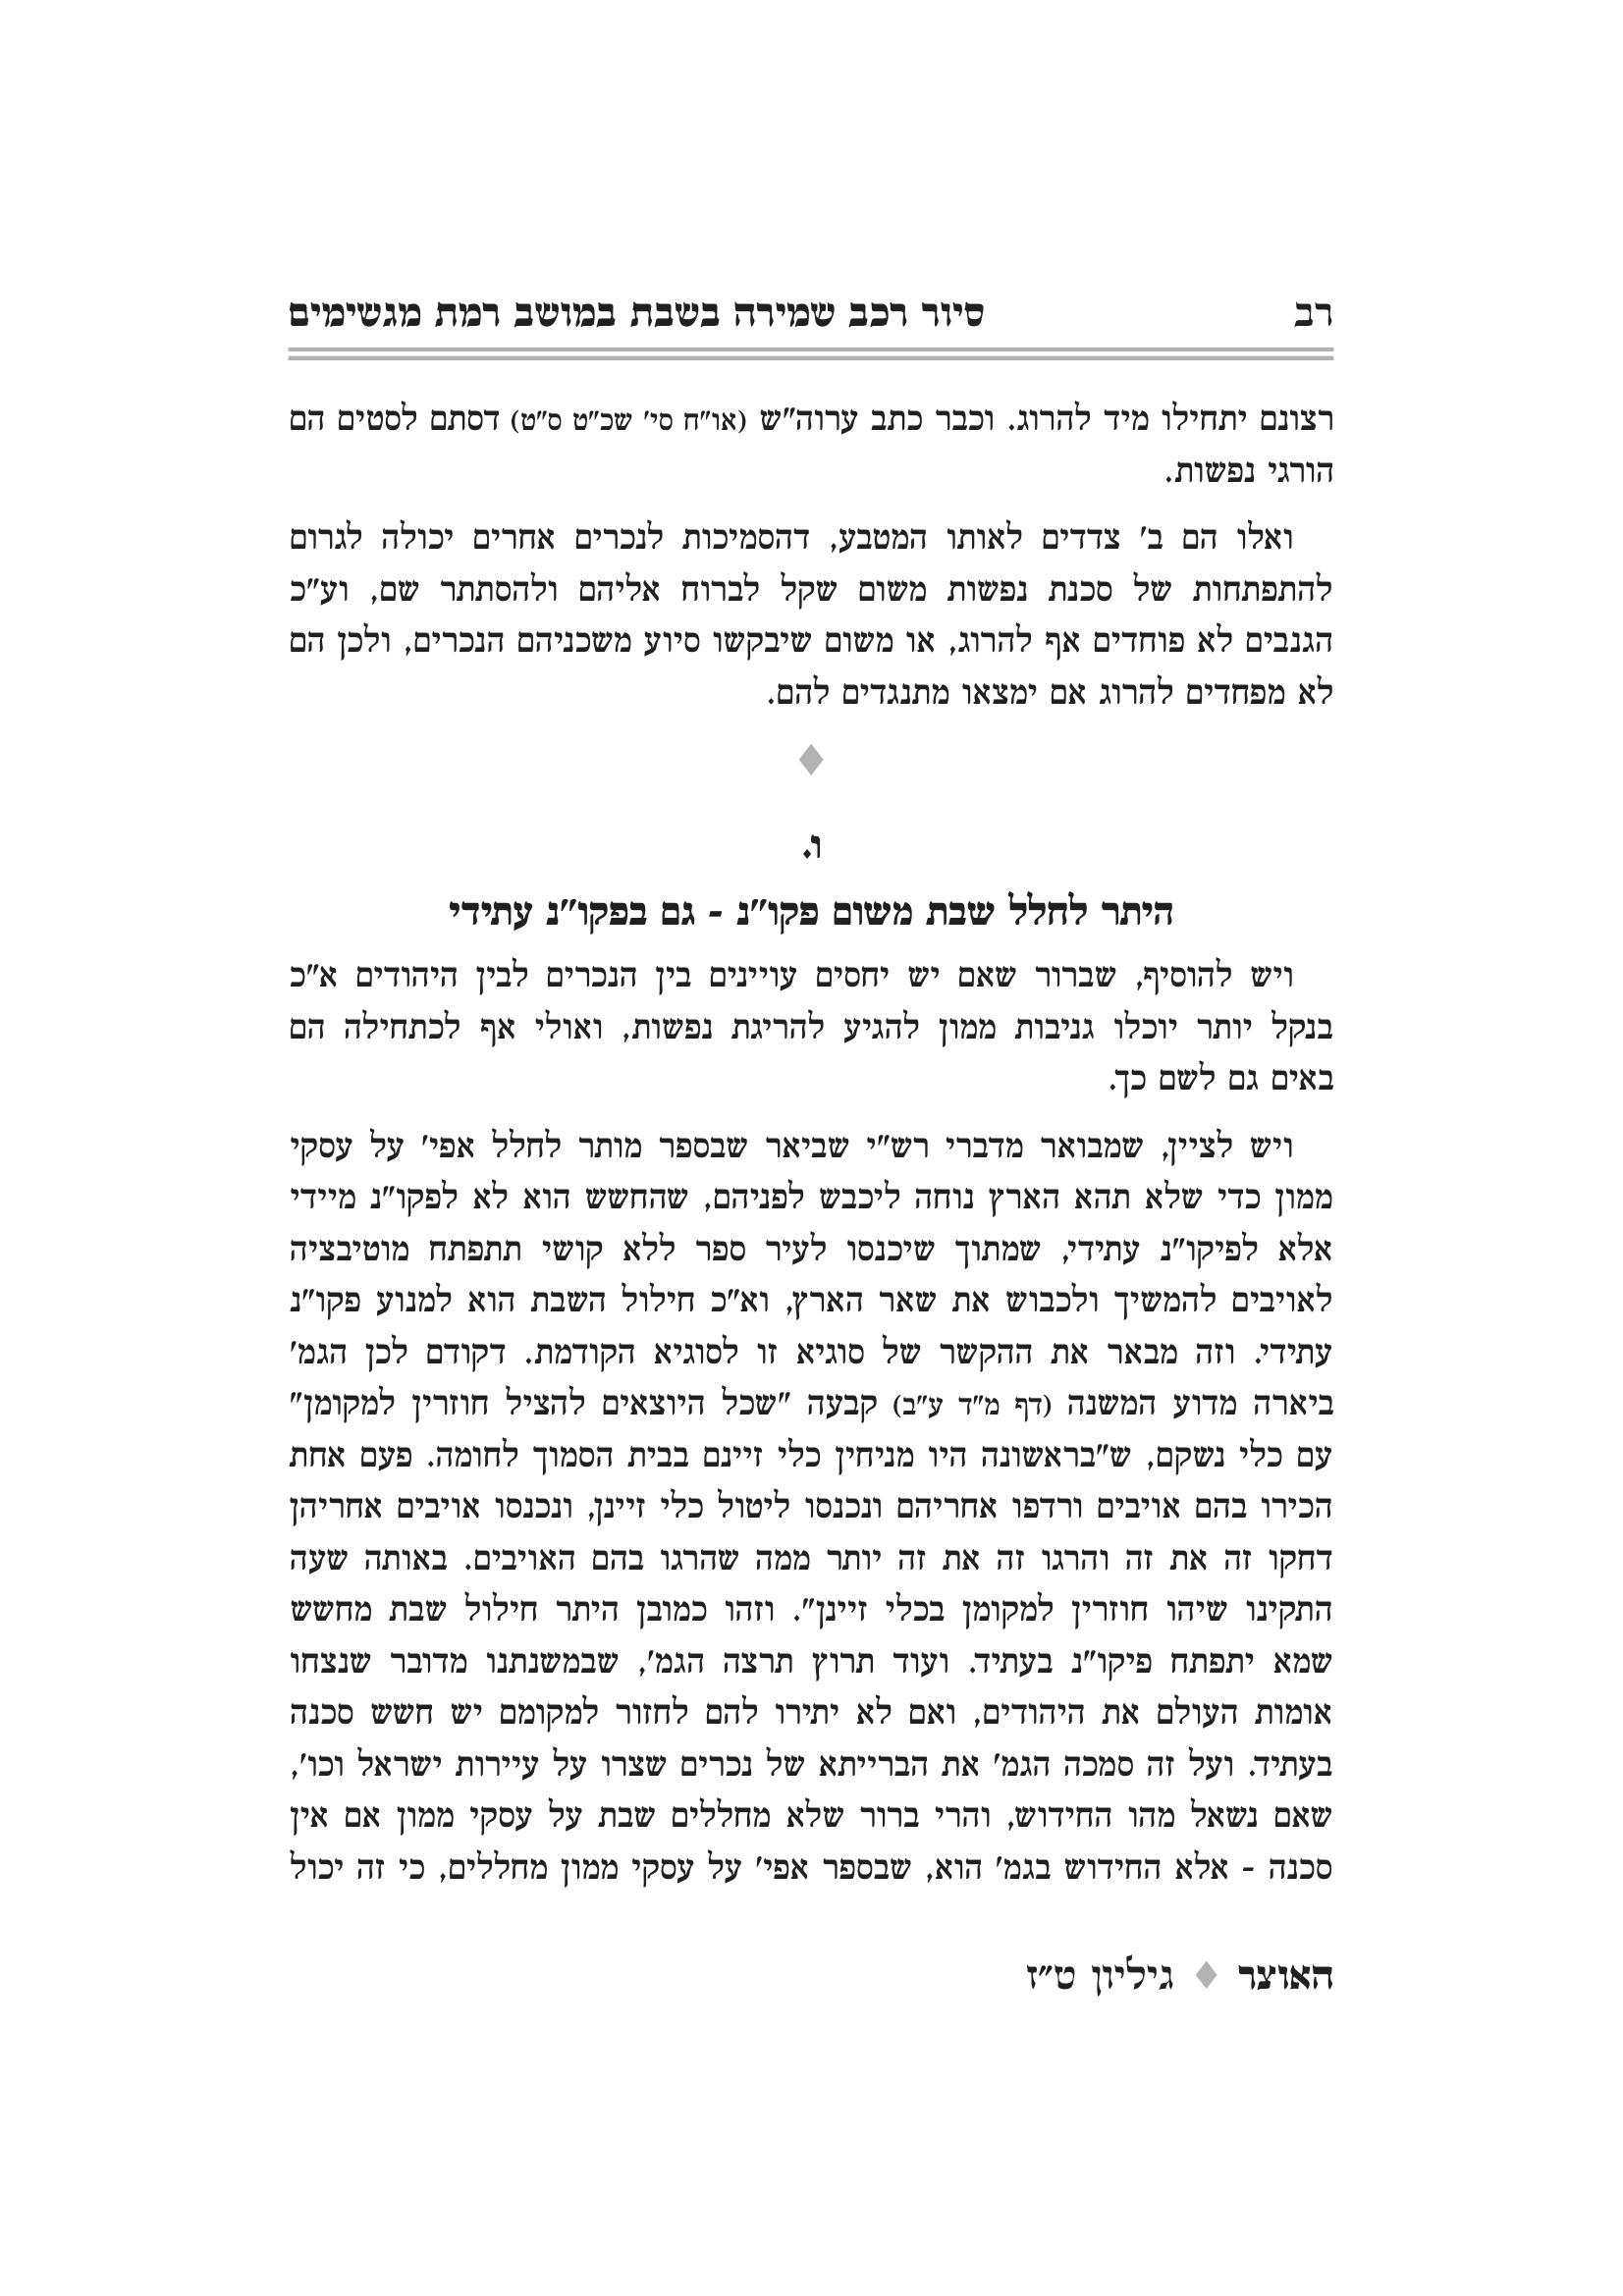 רב סיור רכב שמירה בשבת במושב רמת מגשימים
רצונם יתחילו מיד להרוג. וכבר כתב ערוה"ש (או"ח סי' שכ"ט ס"ט) דסתם לסטים הם
הורגי נפשות.
ואלו הם ב' צדדים לאותו המטבע, דהסמיכות לנכרים אחרים יכולה לגרום
להתפתחות של סכנת נפשות משום שקל לברוח אליהם ולהסתתר שם, וע"כ
הגנבים לא פוחדים אף להרוג, או משום שיבקשו סיוע משכניהם הנכרים, ולכן הם
לא מפחדים להרוג אם ימצאו מתנגדים להם.
ו.
היתר לחלל שבת משום פקו"נ - גם בפקו"נ עתידי
ויש להוסיף, שברור שאם יש יחסים עויינים בין הנכרים לבין היהודים א"כ
בנקל יותר יוכלו גניבות ממון להגיע להריגת נפשות, ואולי אף לכתחילה הם
באים גם לשם כך.
ויש לציין, שמבואר מדברי רש"י שביאר שבספר מותר לחלל אפי' על עסקי
ממון כדי שלא תהא הארץ נוחה ליכבש לפניהם, שהחשש הוא לא לפקו"נ מיידי
אלא לפיקו"נ עתידי, שמתוך שיכנסו לעיר ספר ללא קושי תתפתח מוטיבציה
לאויבים להמשיך ולכבוש את שאר הארץ, וא"כ חילול השבת הוא למנוע פקו"נ
עתידי. וזה מבאר את ההקשר של סוגיא זו לסוגיא הקודמת. דקודם לכן הגמ'
ביארה מדוע המשנה (דף מ"ד ע"ב) קבעה "שכל היוצאים להציל חוזרין למקומן"
עם כלי נשקם, ש"בראשונה היו מניחין כלי זיינם בבית הסמוך לחומה. פעם אחת
הכירו בהם אויבים ורדפו אחריהם ונכנסו ליטול כלי זיינן, ונכנסו אויבים אחריהן
דחקו זה את זה והרגו זה את זה יותר ממה שהרגו בהם האויבים. באותה שעה
התקינו שיהו חוזרין למקומן בכלי זיינן". וזהו כמובן היתר חילול שבת מחשש
שמא יתפתח פיקו"נ בעתיד. ועוד תרוץ תרצה הגמ', שבמשנתנו מדובר שנצחו
אומות העולם את היהודים, ואם לא יתירו להם לחזור למקומם יש חשש סכנה
בעתיד. ועל זה סמכה הגמ' את הברייתא של נכרים שצרו על עיירות ישראל וכו',
שאם נשאל מהו החידוש, והרי ברור שלא מחללים שבת על עסקי ממון אם אין
סכנה - אלא החידוש בגמ' הוא, שבספר אפי' על עסקי ממון מחללים, כי זה יכול
האוצר ♦ גיליון ט"ז